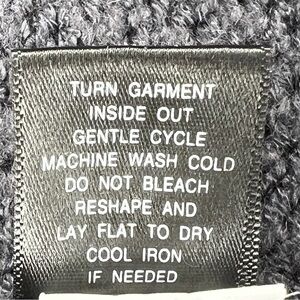 TURN GARMENT
INSIDE OUT
GENTLE CYCLE
MACHINE WASH COLD
DO NOT BLEACH
RESHAPE AND
LAY FLAT TO DRY
COOL IRON
IF NEEDED